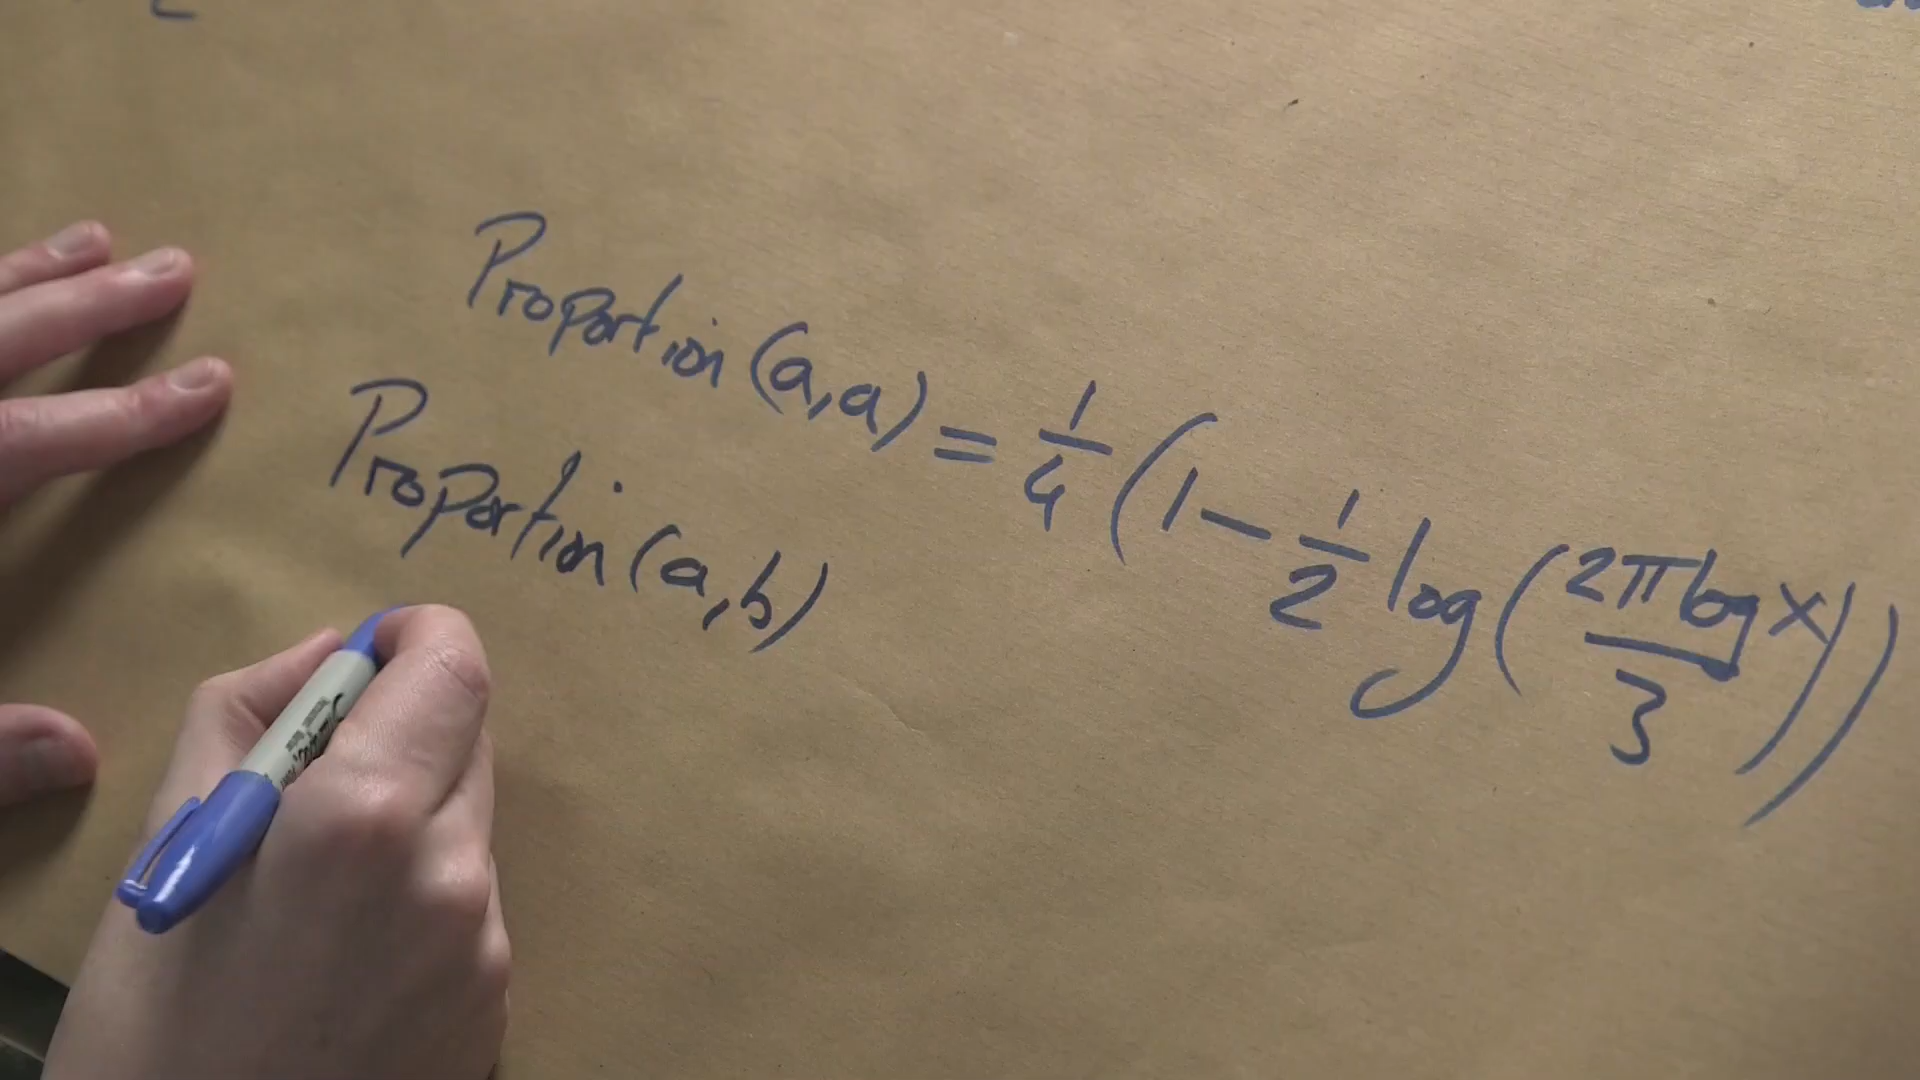 Proportion(a,a) = 1/4 (1 - 1/2 log(2π log x / 3))
Proportion(a,b)